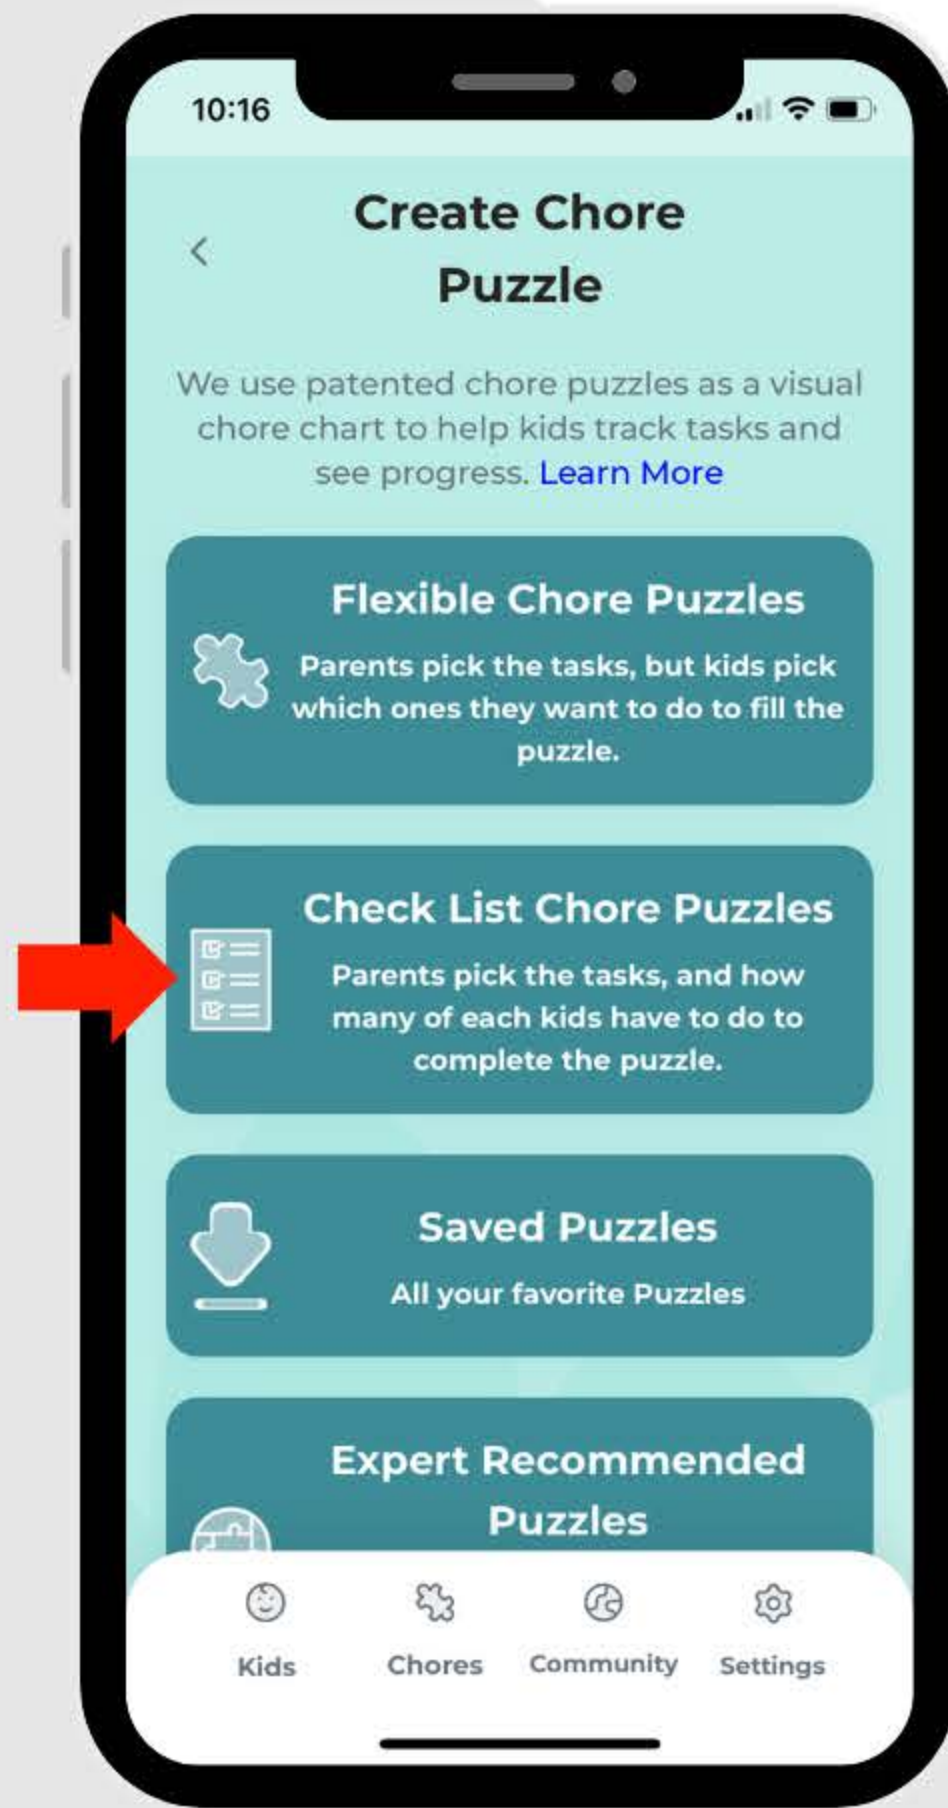 10:16
Create Chore
Puzzle
We use patented chore puzzles as a visual
chore chart to help kids track tasks and
see progress. Learn More
Flexible Chore Puzzles
Parents pick the tasks, but kids pick
which ones they want to do to fill the
puzzle.
Check List Chore Puzzles
Parents pick the tasks, and how
many of each kids have to do to
complete the puzzle.
Saved Puzzles
All your favorite Puzzles
Expert Recommended
Puzzles
Kids Chores Community Settings